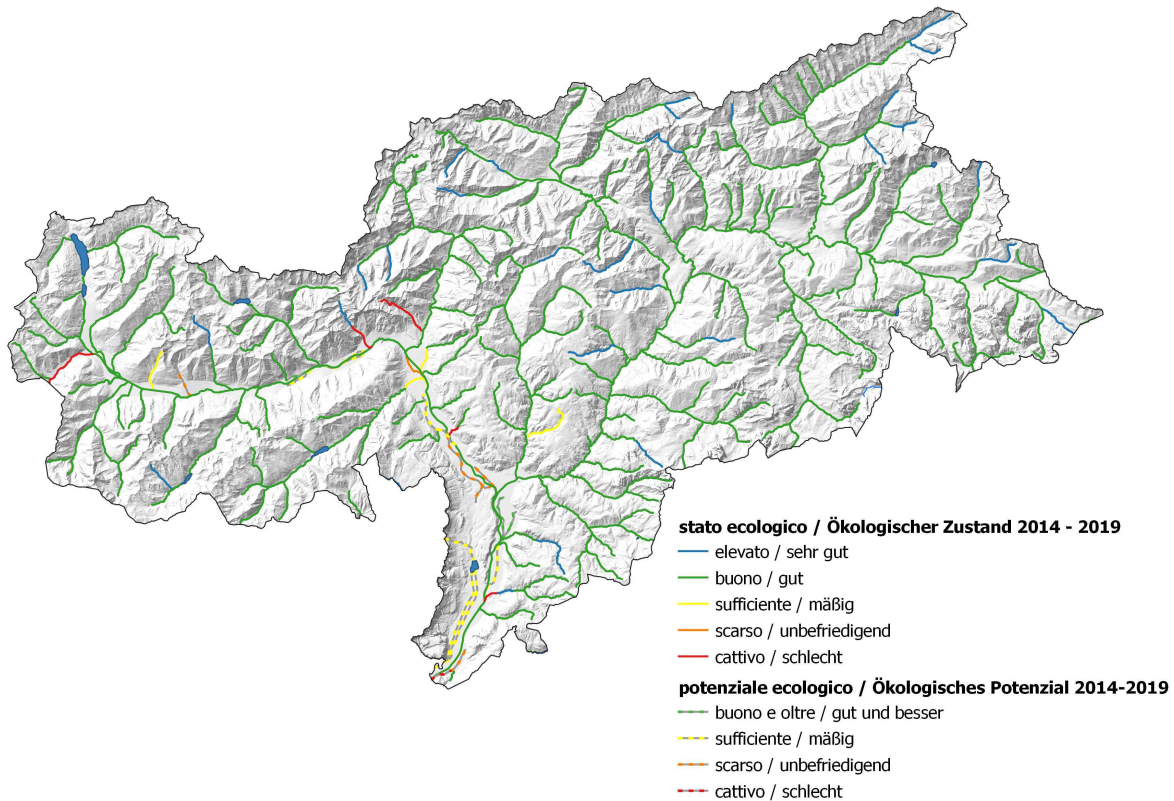 stato ecologico / Ökologischer Zustand 2014 - 2019
elevato / sehr gut
buono / gut
sufficiente / mäßig
scarso / unbefriedigend
cattivo / schlecht
potenziale ecologico / Ökologisches Potenzial 2014-2019
buono e oltre / gut und besser
sufficiente / mäßig
scarso / unbefriedigend
cattivo / schlecht